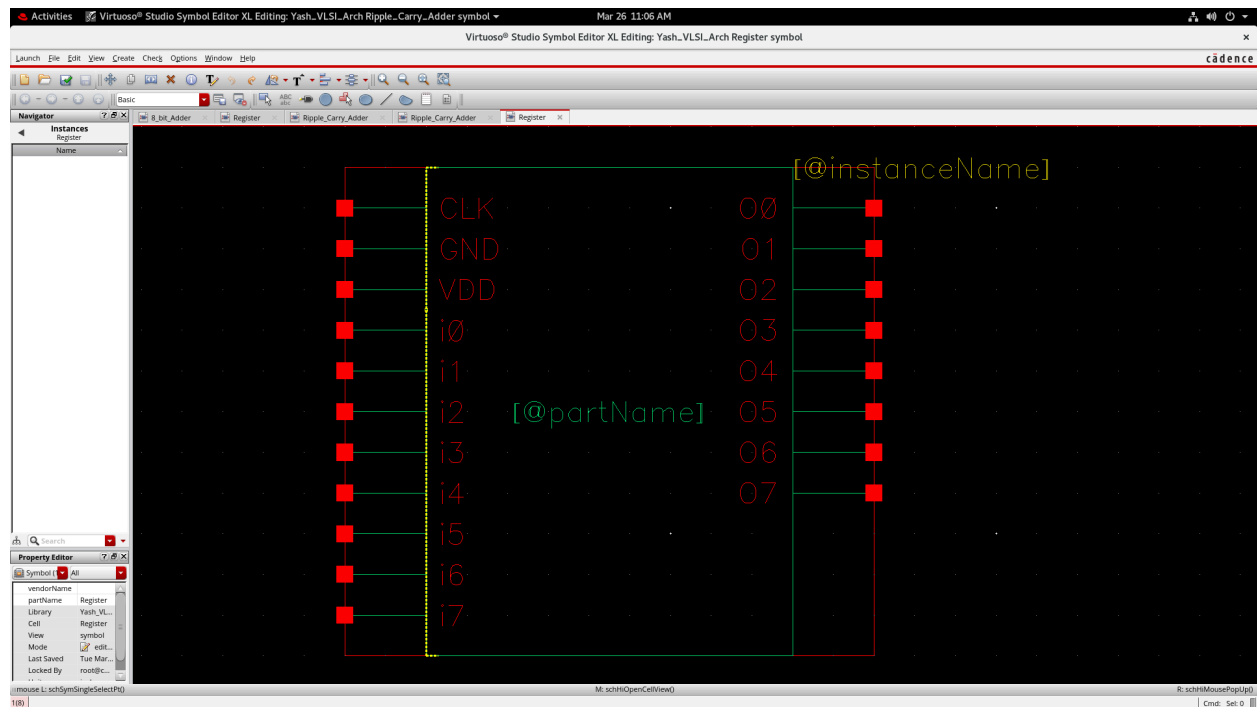 Activities Virtuoso® Studio Symbol Editor XL Editing: Yash_VLSI_Arch Ripple_Carry_Adder symbol Mar 26 11:06 AM
Virtuoso® Studio Symbol Editor XL Editing: Yash_VLSI_Arch Register symbol ×
Launch File Edit View Create Check Options Window Help cādence
Basic
Navigator ? 8_bit_Adder Register Ripple_Carry_Adder Ripple_Carry_Adder Register
Instances
Register
Name
[@instanceName]
CLK O0
GND O1
VDD O2
i0 O3
i1 O4
i2 [@partName] O5
i3 O6
i4 O7
i5
i6
i7
Search
Property Editor ?
Symbol ( All
vendorName
partName Register
Library Yash_VL...
Cell Register
View symbol
Mode edit...
Last Saved Tue Mar...
Locked By root@c...
mouse L: schSymSingleSelectPt() M: schHiOpenCellView() R: schHiMousePopUp()
1(8) Cmd: Sel: 0